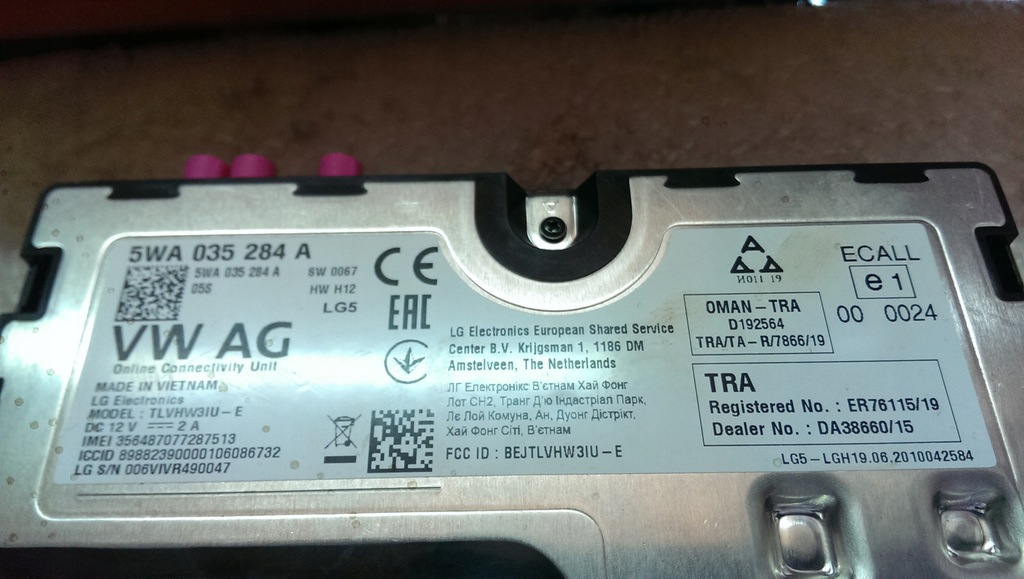 5WA 035 284 A
5WA 035 284 A
05S
SW 0067
HW H12
LG5
VW AG
Online Connectivity Unit
MADE IN VIETNAM
LG Electronics
MODEL : TLVHW3IU-E
DC 12 V ⎓ 2 A
IMEI 356487077287513
ICCID 89882390000106086732
LG S/N 006VIVR490047
CE
EAC
LG Electronics European Shared Service
Center B.V. Krijgsman 1, 1186 DM
Amstelveen, The Netherlands
ЛГ Електронікс В'єтнам Хай Фонг
Лот CH2, Транг Д'ю Індастріал Парк,
Лє Лой Комуна, Ан, Дуонг Дістрікт,
Хай Фонг Сіті, В'єтнам
FCC ID : BEJTLVHW3IU-E
И011 19
OMAN-TRA
D192564
TRA/TA-R/7866/19
ECALL
e1
00 0024
TRA
Registered No. : ER76115/19
Dealer No. : DA38660/15
LG5-LGH19.06.2010042584